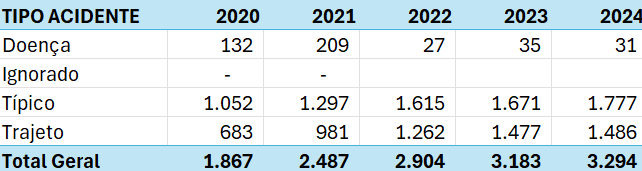 TIPO ACIDENTE 2020 2021 2022 2023 2024
Doença 132 209 27 35 31
Ignorado - -
Típico 1.052 1.297 1.615 1.671 1.777
Trajeto 683 981 1.262 1.477 1.486
Total Geral 1.867 2.487 2.904 3.183 3.294